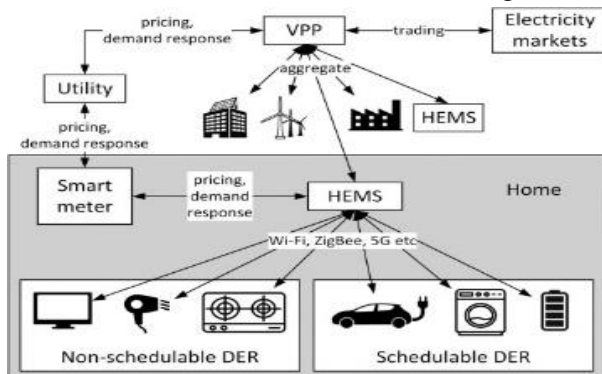 pricing,
demand response
VPP
trading
Electricity
markets
aggregate
Utility
HEMS
pricing,
demand response
Smart
meter
pricing,
demand
response
HEMS
Home
Wi-Fi, ZigBee, 5G etc
Non-schedulable DER
Schedulable DER